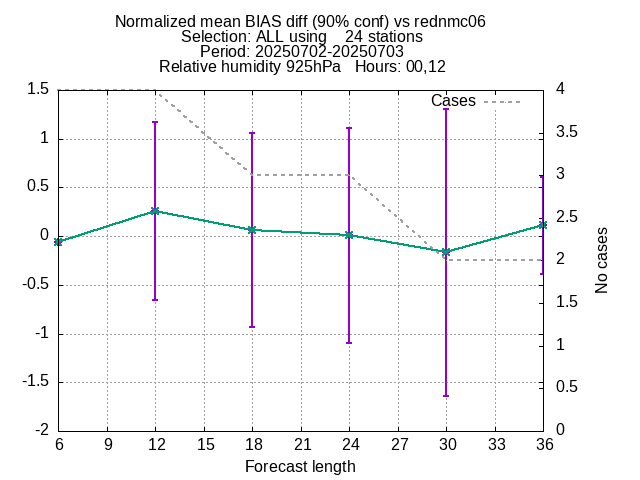 Normalized mean BIAS diff (90% conf) vs rednmc06
Selection: ALL using    24 stations
Period: 20250702-20250703
Relative humidity 925hPa   Hours: 00,12
Cases
1.5
1
0.5
0
-0.5
-1
-1.5
-2
4
3.5
3
2.5
2
1.5
1
0.5
0
No cases
6 9 12 15 18 21 24 27 30 33 36
Forecast length